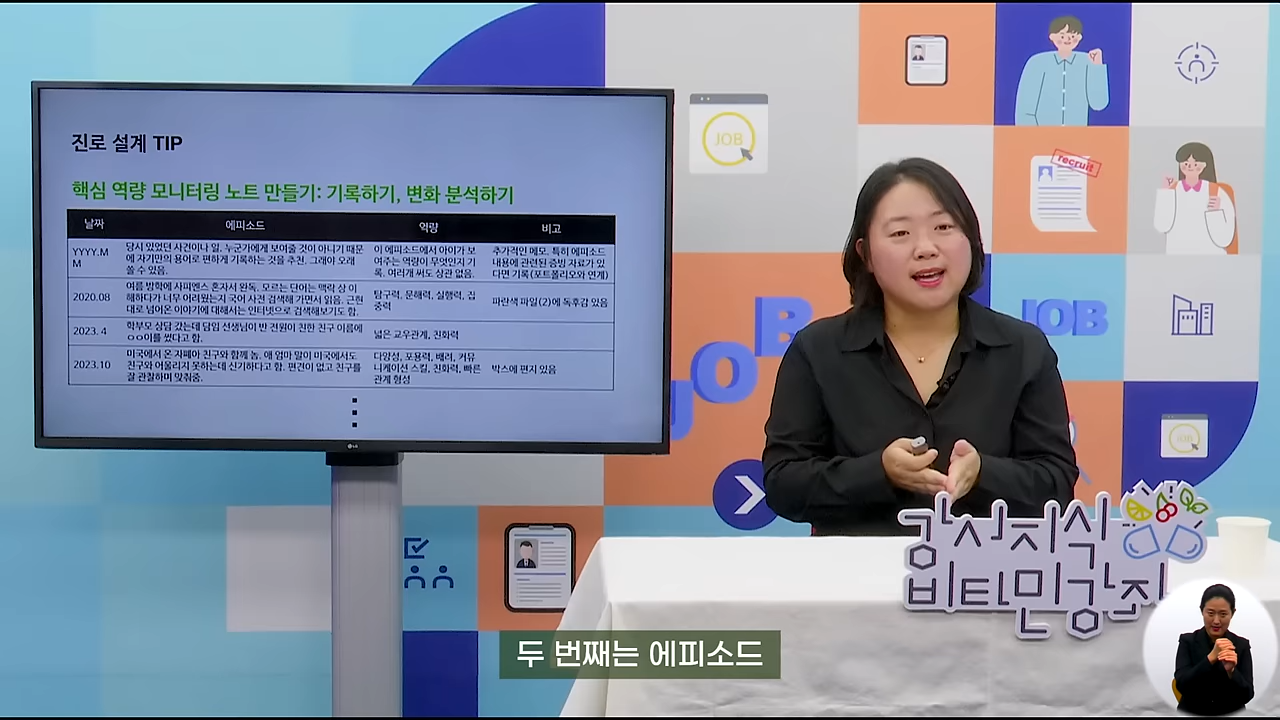 진로 설계 TIP
핵심 역량 모니터링 노트 만들기: 기록하기, 변화 분석하기
날짜 에피소드 역량 비고
YYYY.M
M
당시 있었던 사건이나 일. 누군가에게 보여줄 것이 아니기 때문
에 자기만의 용어로 편하게 기록하는 것을 추천. 그래야 오래
쓸 수 있음.
이 에피소드에서 아이가 보
여주는 역량이 무엇인지 기
록. 여러개 써도 상관 없음.
추가적인 메모. 특히 에피소드
내용에 관련된 증빙 자료가 있
다면 기록(포트폴리오와 연계)
2020.08
여름 방학에 사피엔스 혼자서 완독. 모르는 단어는 맥락 상 이
해하다가 너무 어려웠는지 국어 사전 검색해 가면서 읽음. 근현
대로 넘어온 이야기에 대해서는 인터넷으로 검색해보기도 함.
탐구력, 문해력, 실행력, 집
중력
파란색 파일(2)에 독후감 있음
2023. 4
학부모 상담 갔는데 담임 선생님이 반 전원이 친한 친구 이름에
ㅇㅇ이를 썼다고 함.
넓은 교우관계, 친화력
2023.10
미국에서 온 자폐아 친구와 함께 놈. 애 엄마 말이 미국에서도
친구와 어울리지 못하는데 신기하다고 함. 편견이 없고 친구를
잘 관찰하며 맞춰줌.
다양성, 포용력, 배려, 커뮤
니케이션 스킬, 친화력, 빠른
관계 형성
박스에 편지 있음
LG
JOB
recruit
JOB
JOB
JOB
강사지식
비타민강좌
두 번째는 에피소드